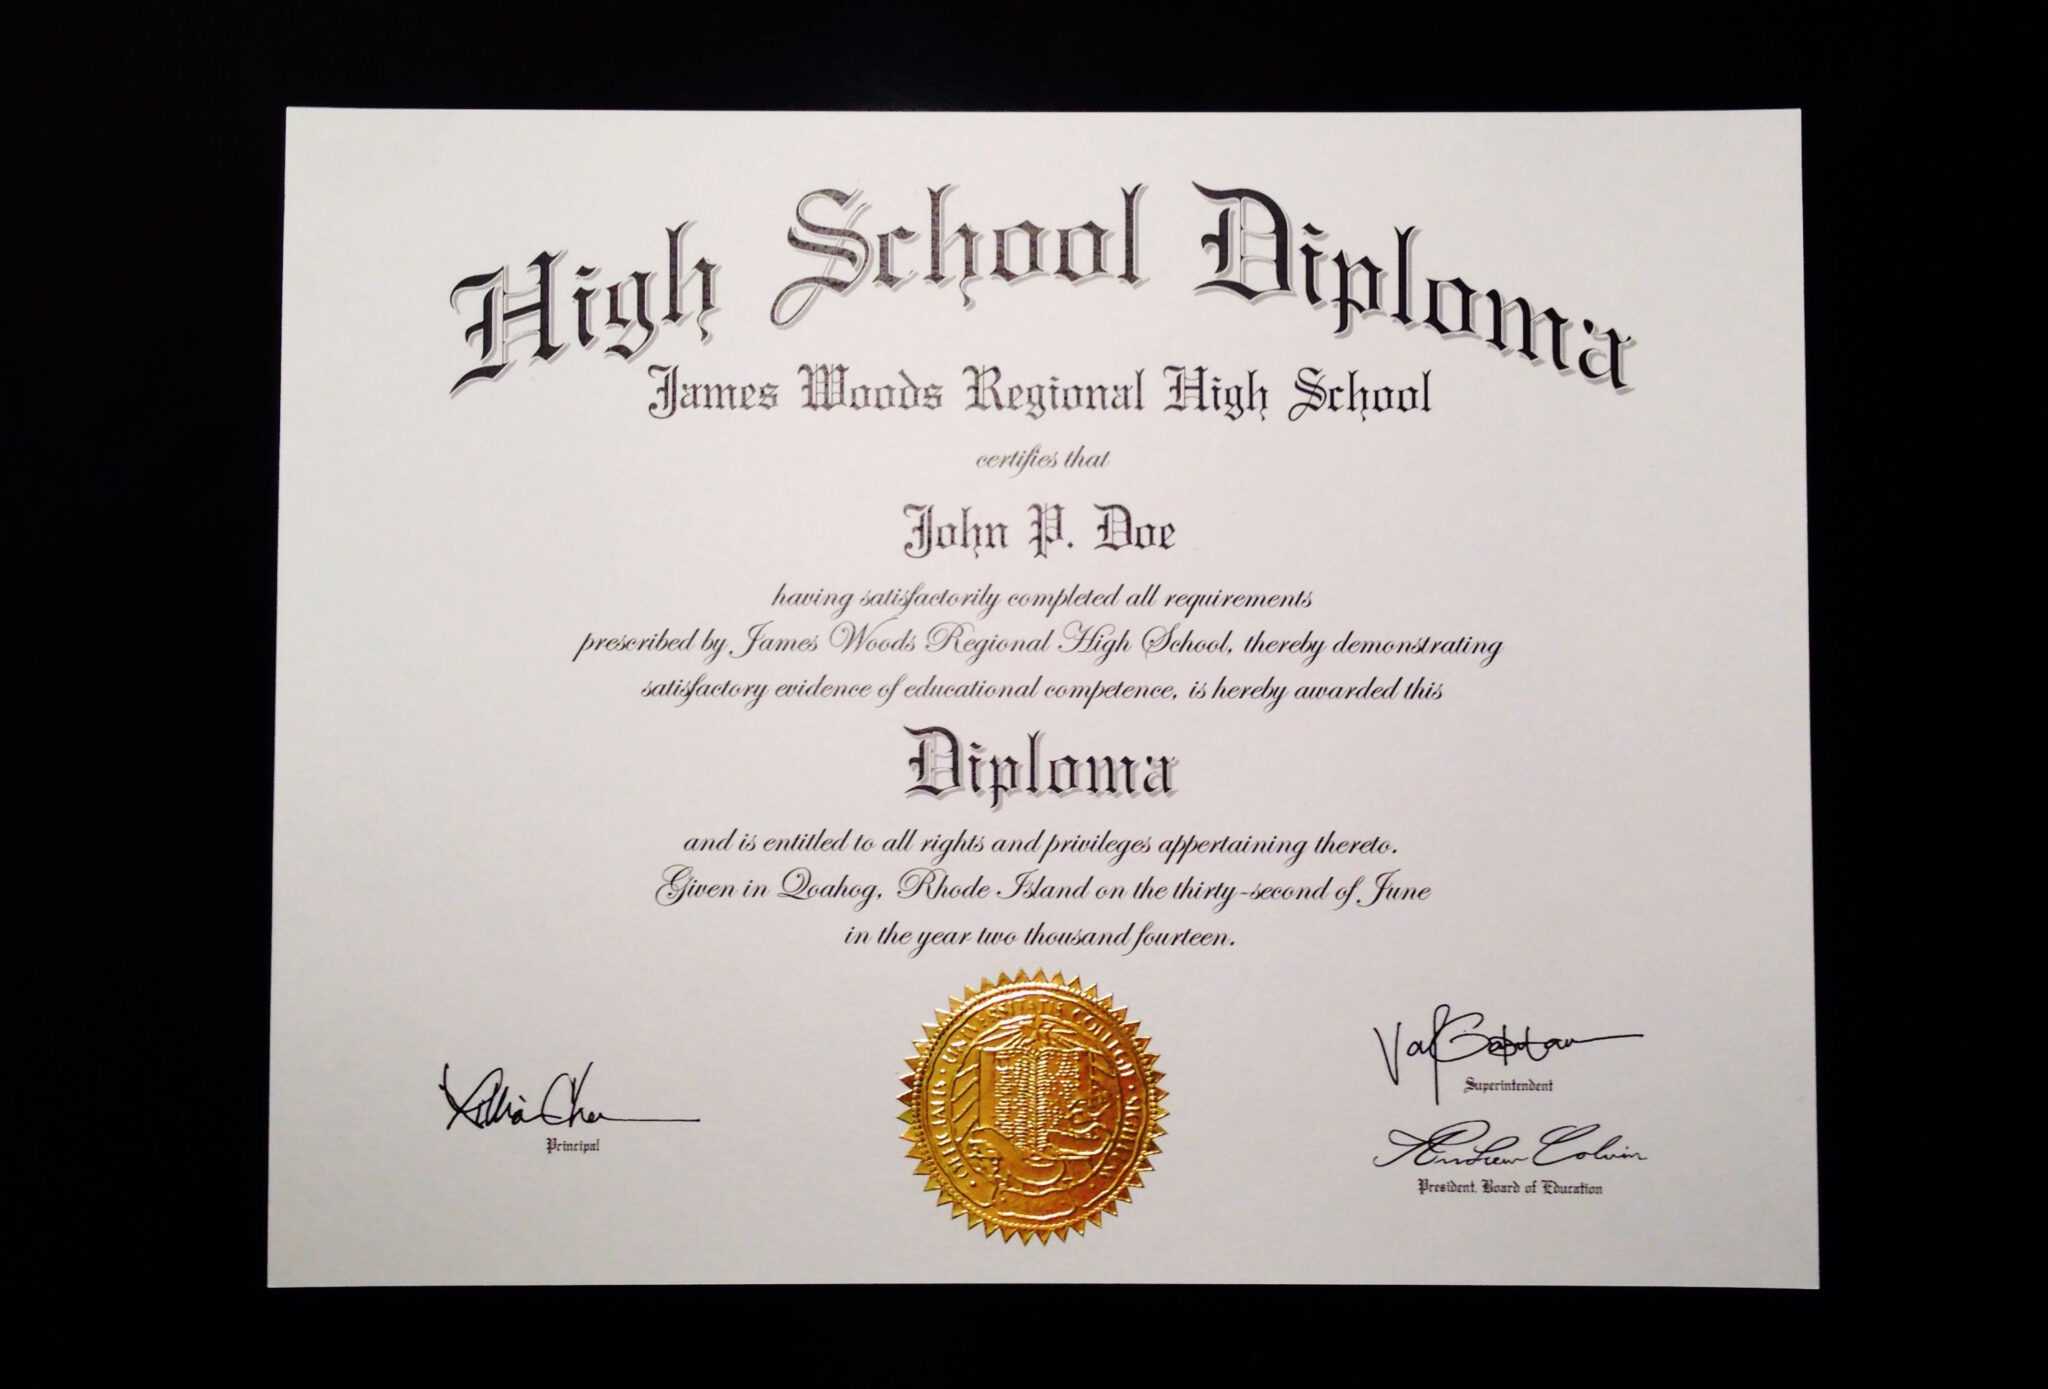 High School Diploma
James Woods Regional High School
certifies that
John P. Doe
having satisfactorily completed all requirements
prescribed by James Woods Regional High School, thereby demonstrating
satisfactory evidence of educational competence, is hereby awarded this
Diploma
and is entitled to all rights and privileges appertaining thereto.
Given in Qoahog, Rhode Island on the thirty-second of June
in the year two thousand fourteen.
Superintendent
Principal
Andrew Colvin
President, Board of Education